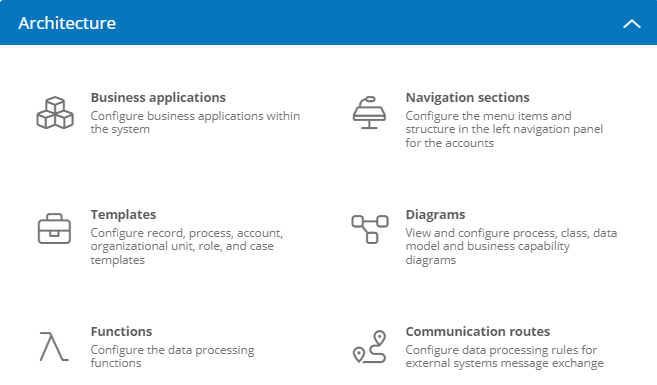 Architecture
Business applications
Configure business applications within
the system
Navigation sections
Configure the menu items and
structure in the left navigation panel
for the accounts
Templates
Configure record, process, account,
organizational unit, role, and case
templates
Diagrams
View and configure process, class, data
model and business capability
diagrams
Functions
Configure the data processing
functions
Communication routes
Configure data processing rules for
external systems message exchange